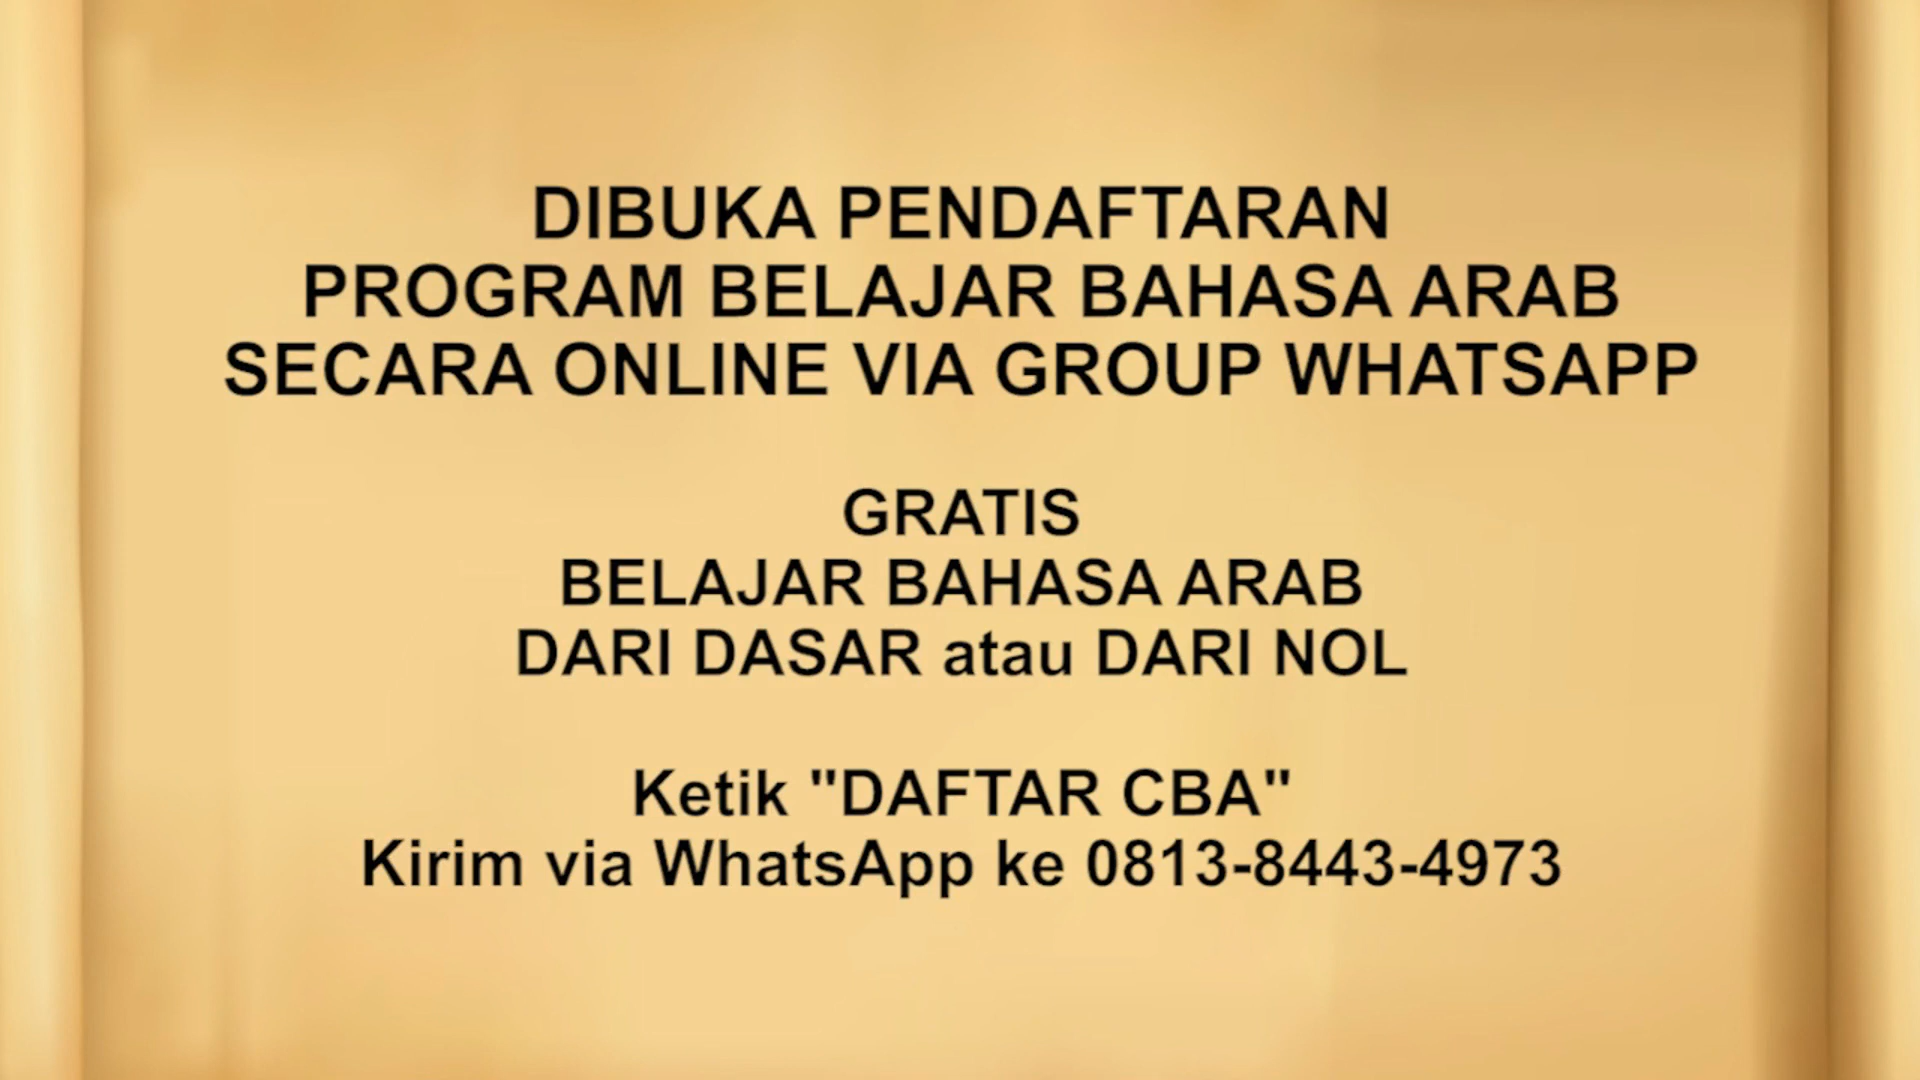 DIBUKA PENDAFTARAN
PROGRAM BELAJAR BAHASA ARAB
SECARA ONLINE VIA GROUP WHATSAPP
GRATIS
BELAJAR BAHASA ARAB
DARI DASAR atau DARI NOL
Ketik "DAFTAR CBA"
Kirim via WhatsApp ke 0813-8443-4973